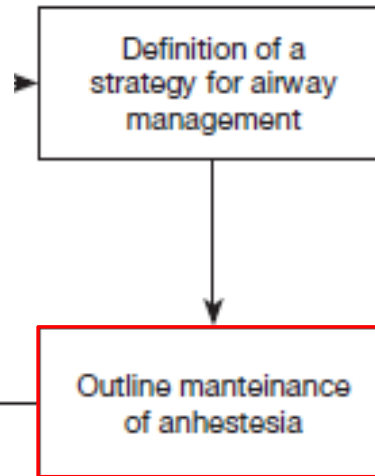 Definition of a
strategy for airway
management
Outline manteinance
of anhestesia